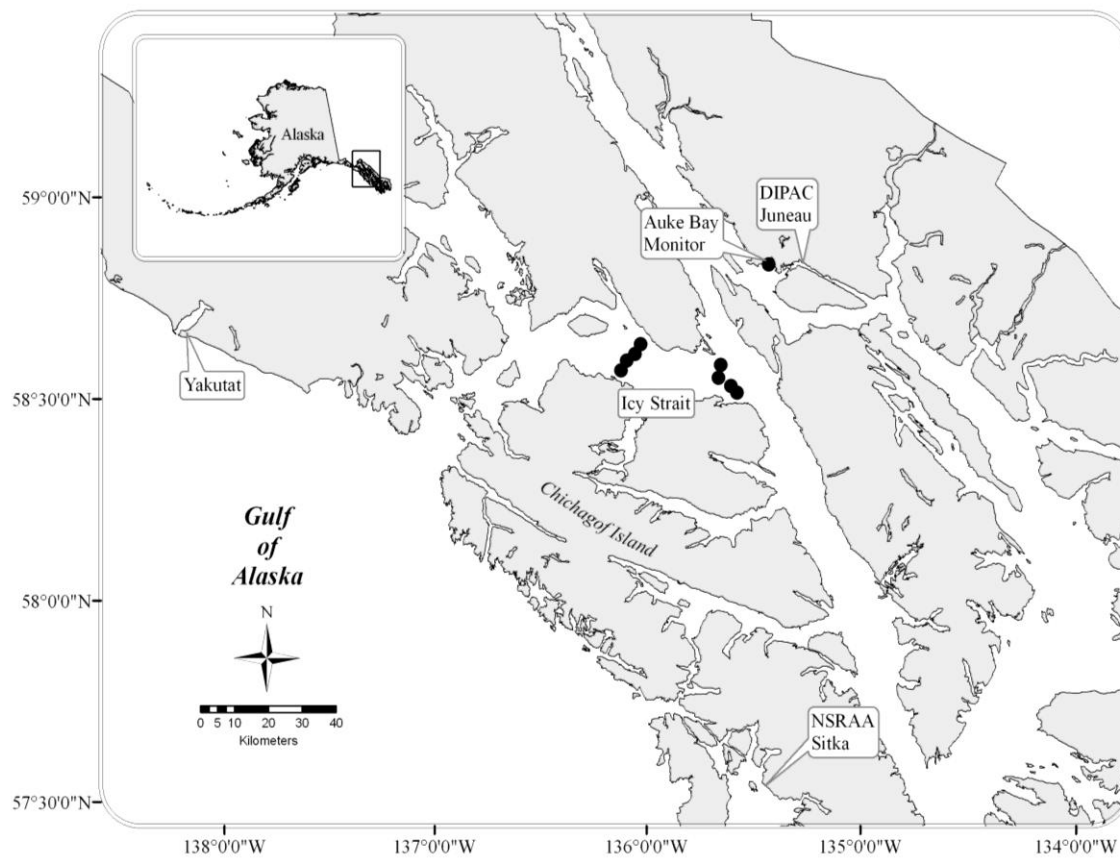 Alaska
59°0'0"N
58°30'0"N
58°0'0"N
57°30'0"N
DIPAC
Juneau
Auke Bay
Monitor
Yakutat
Icy Strait
Chichagof Island
Gulf
of
Alaska
N
0 5 10 20 30 40
Kilometers
NSRAA
Sitka
138°0'0"W 137°0'0"W 136°0'0"W 135°0'0"W 134°0'0"W